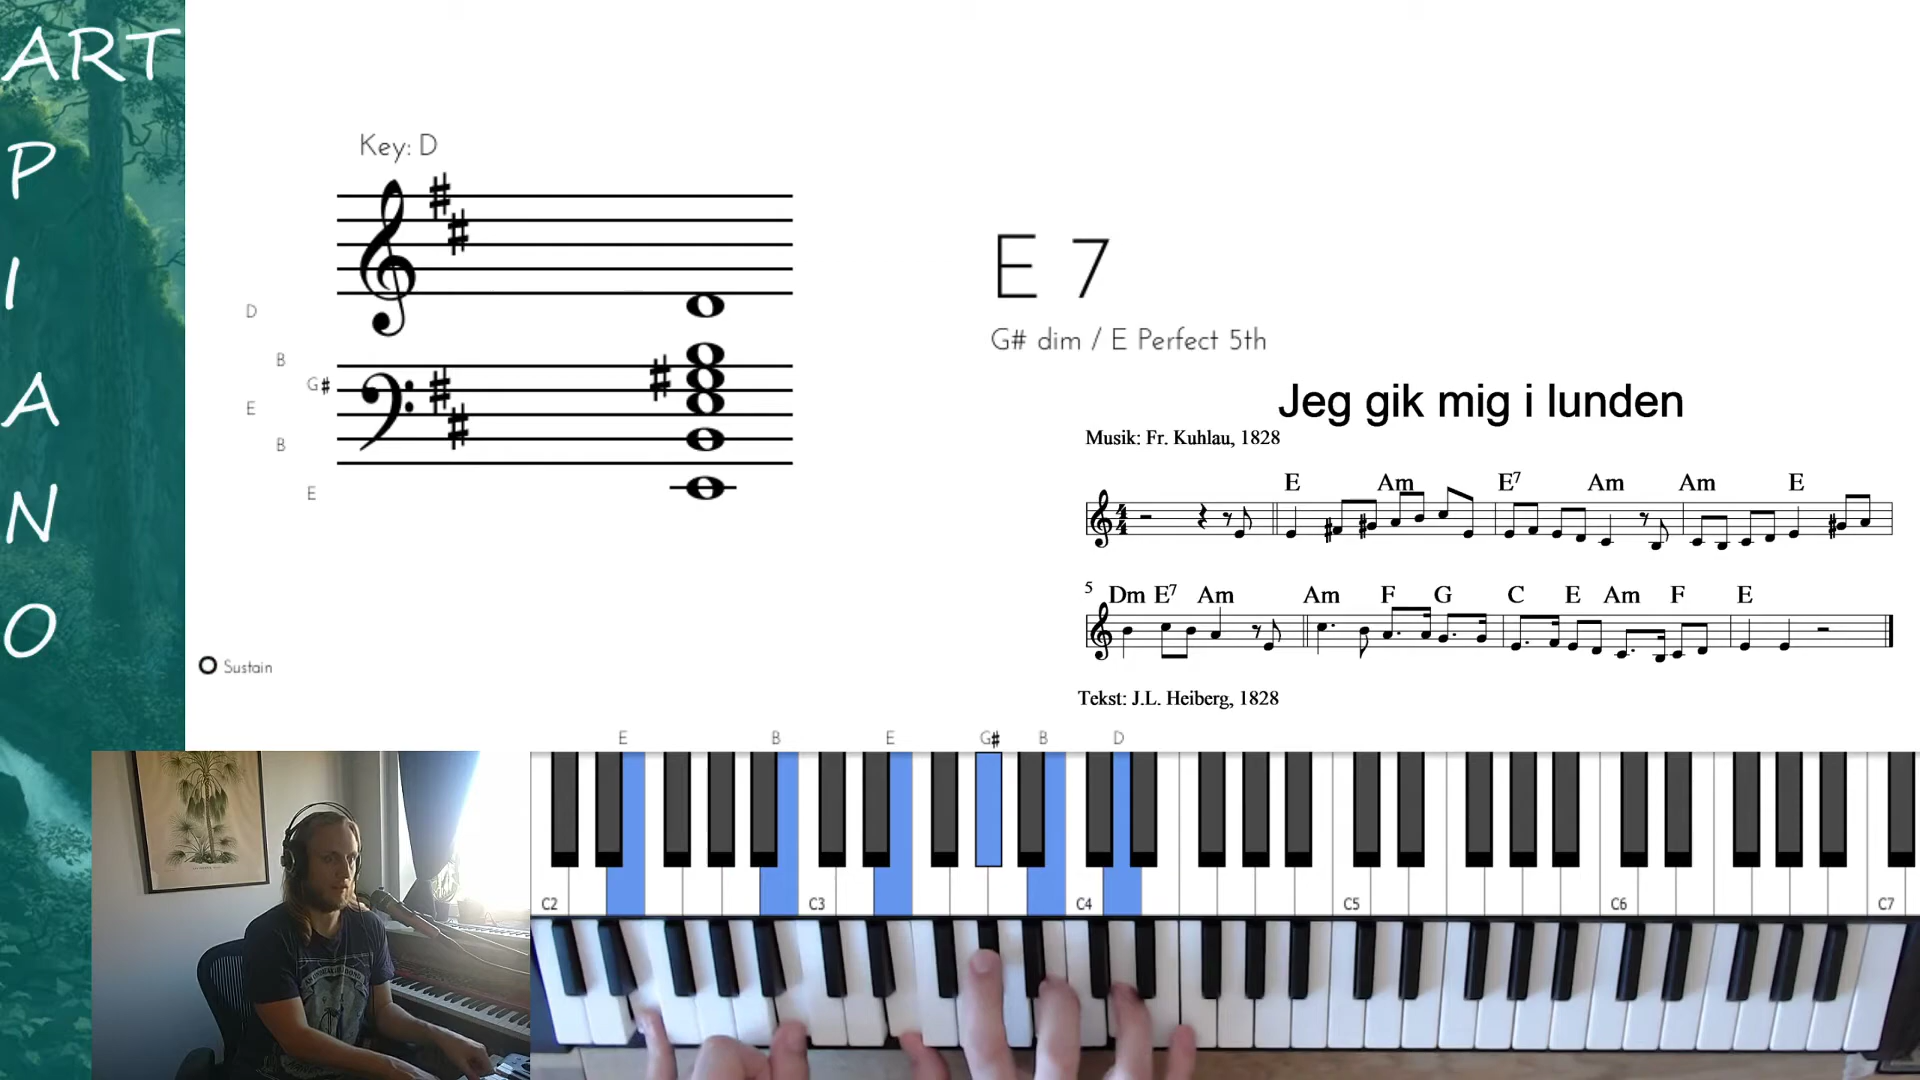 ART
P
I
A
N
O
Key: D
D
B
G#
E
B
E
Sustain
E 7
G# dim / E Perfect 5th
Jeg gik mig i lunden
Musik: Fr. Kuhlau, 1828
E Am E7 Am Am E
5
Dm E7 Am Am F G C E Am F E
Tekst: J.L. Heiberg, 1828
E B E G# B D
C2 C3 C4 C5 C6 C7